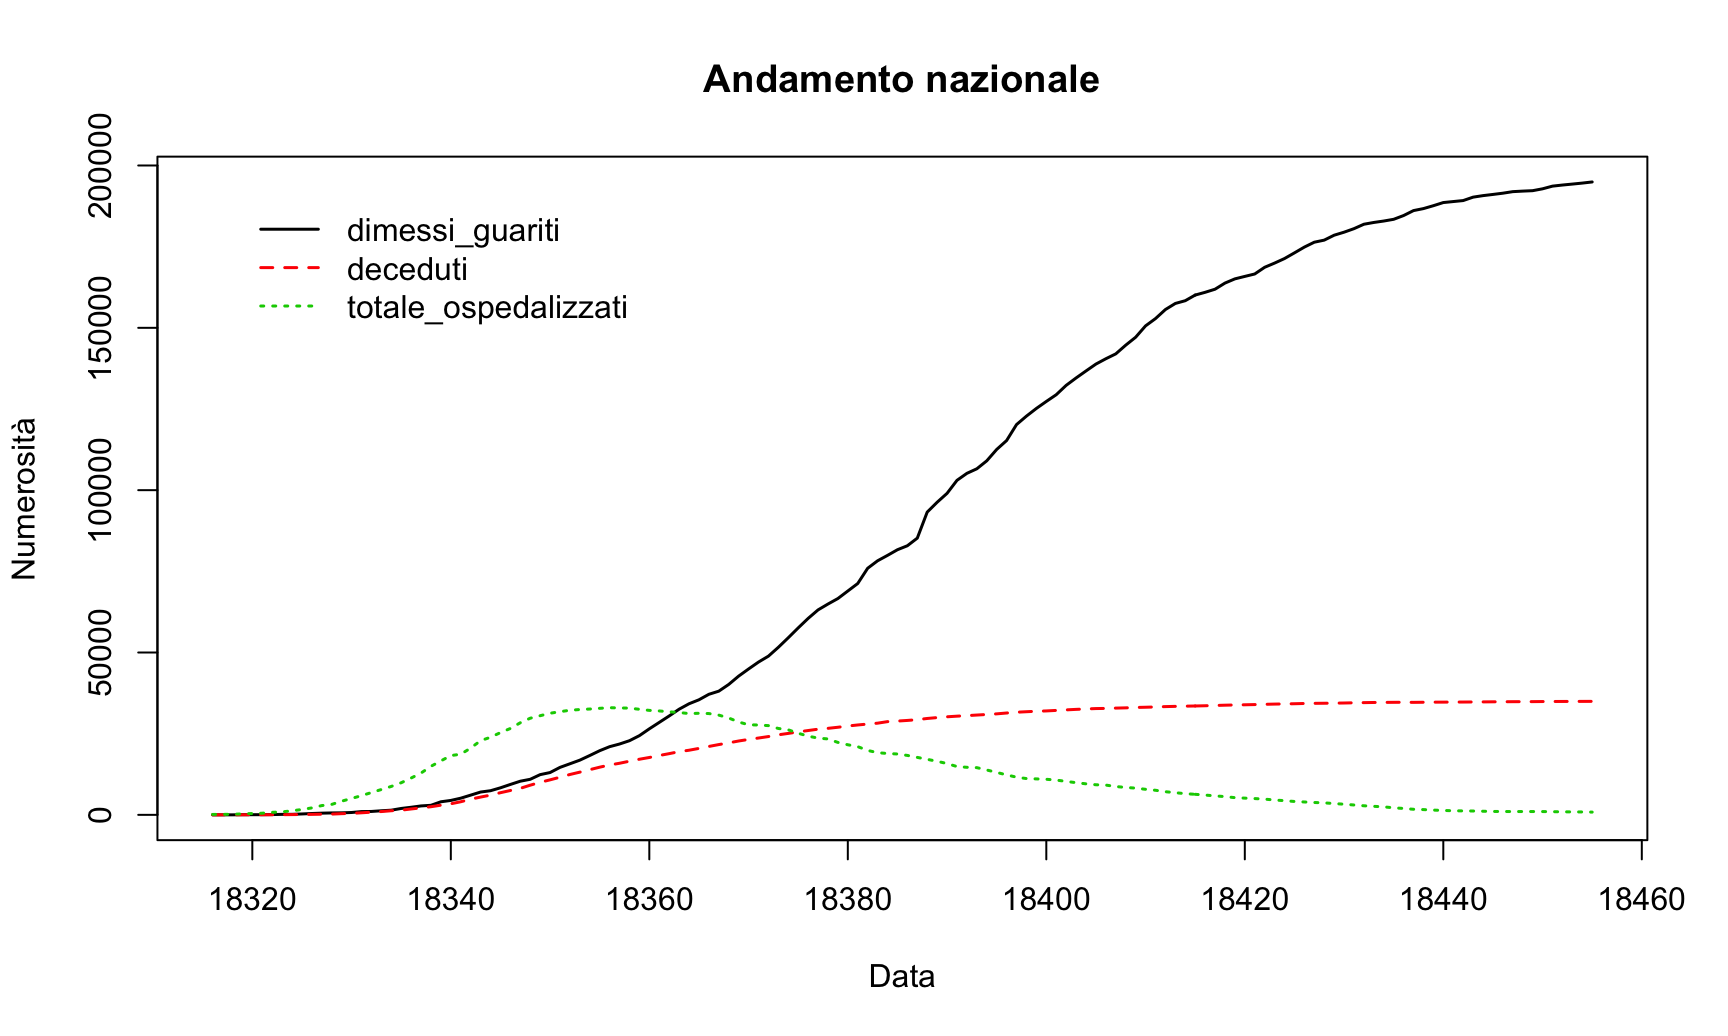 Andamento nazionale
200000
150000
100000
50000
0
Numerosità
dimessi_guariti
deceduti
totale_ospedalizzati
18320 18340 18360 18380 18400 18420 18440 18460
Data